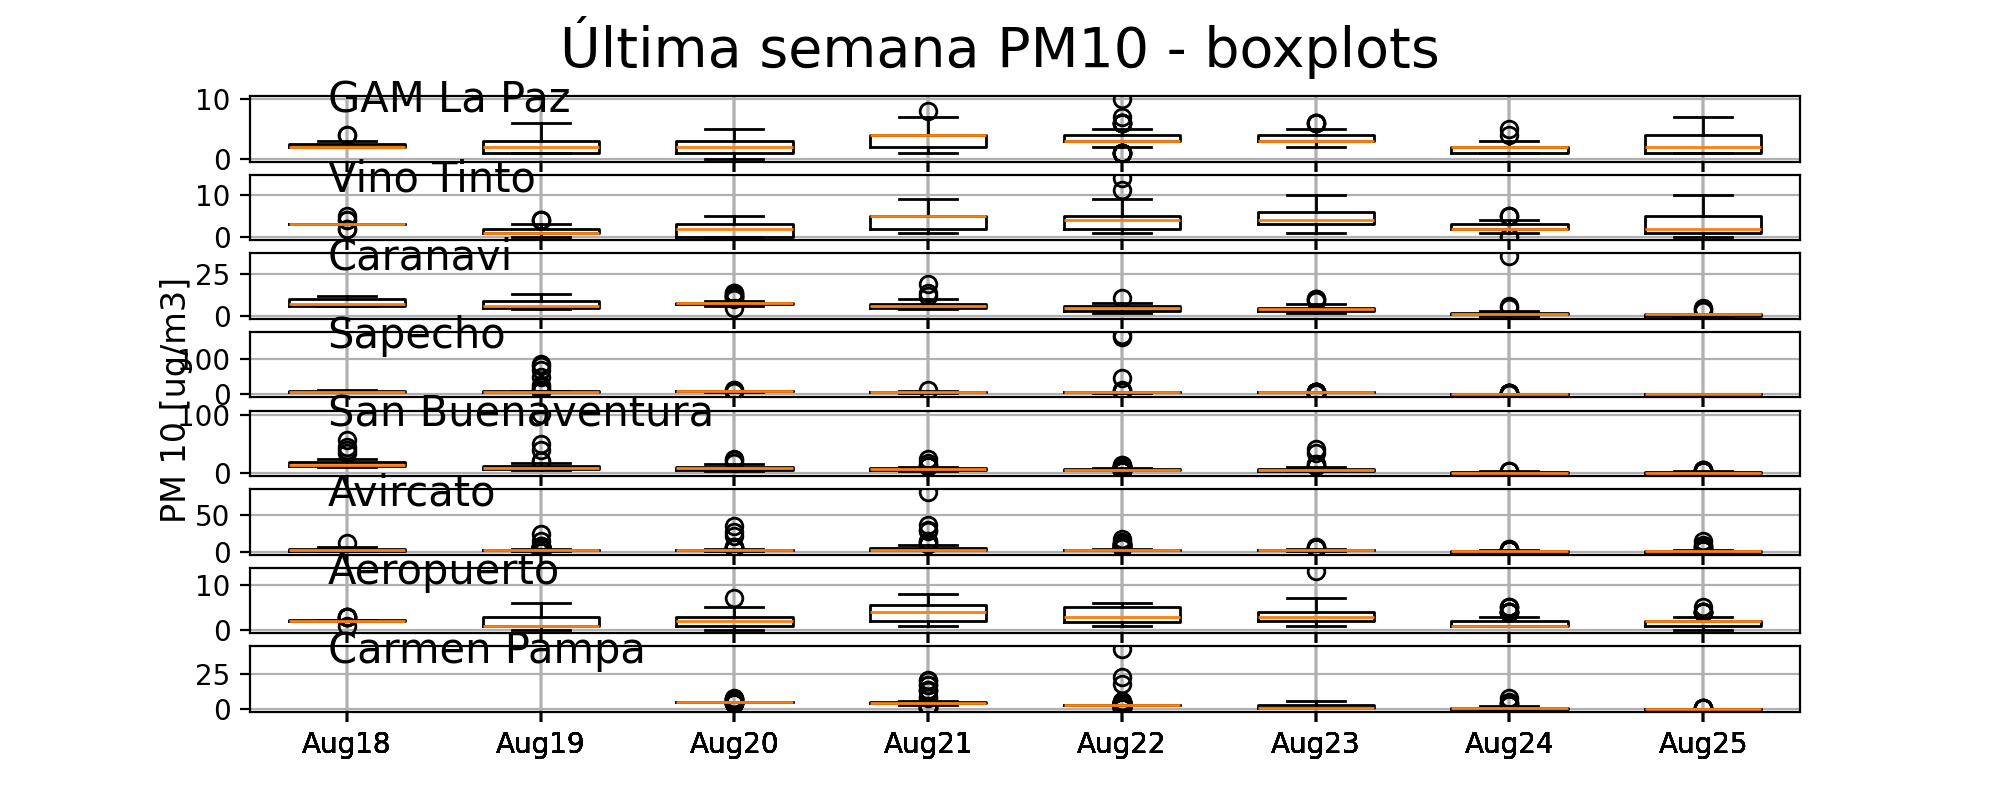 Última semana PM10 - boxplots
GAM La Paz
10
0
Vino Tinto
10
0
Caranavi
25
0
Sapecho
100
0
San Buenaventura
100
0
Avircato
50
0
Aeropuerto
10
0
Carmen Pampa
25
0
PM 10 [ug/m3]
Aug18 Aug19 Aug20 Aug21 Aug22 Aug23 Aug24 Aug25